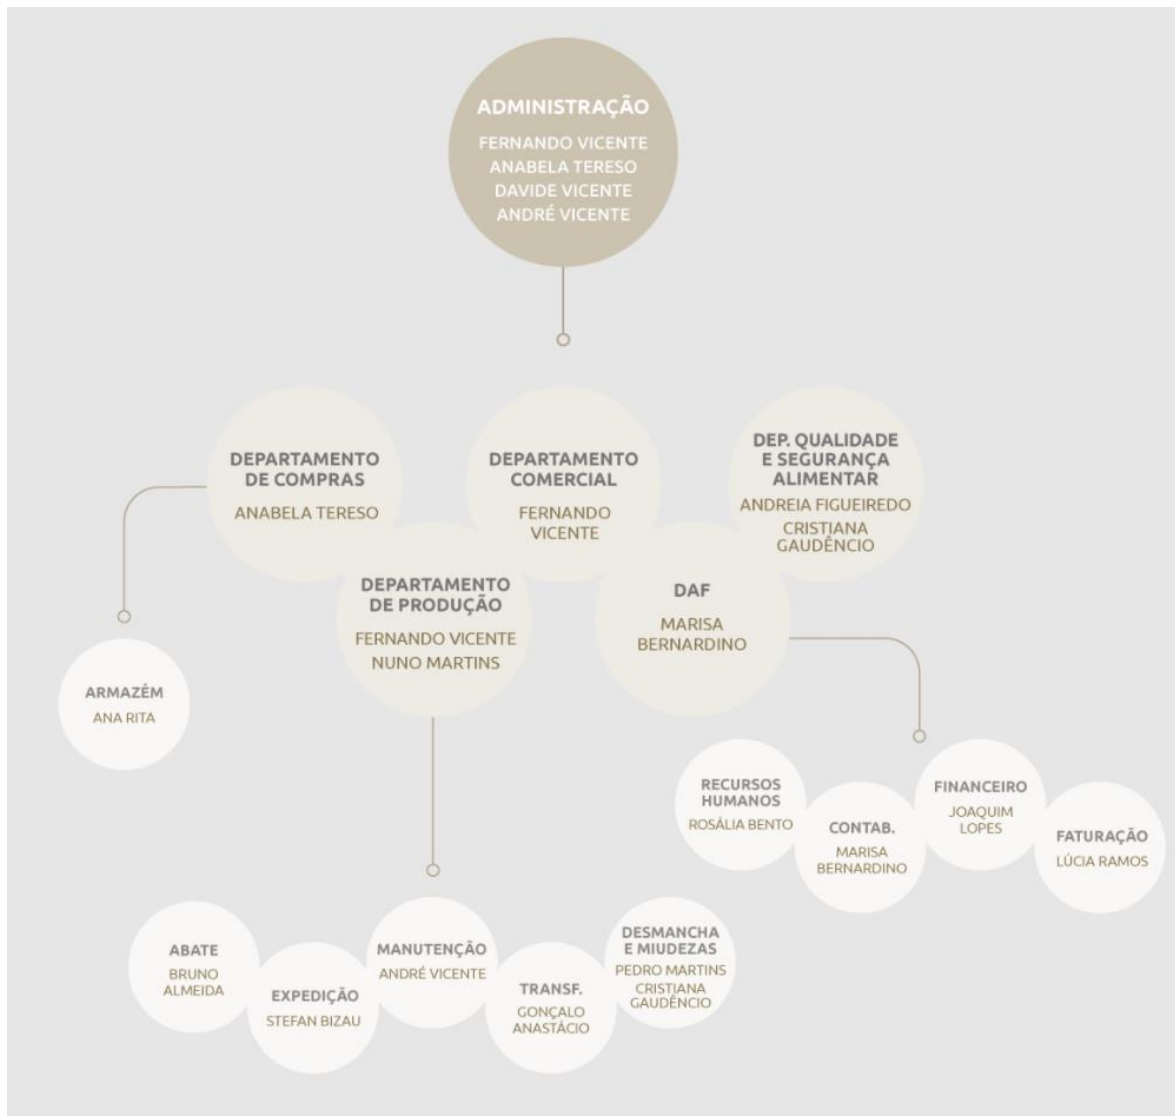 ADMINISTRAÇÃO
FERNANDO VICENTE
ANABELA TERESO
DAVIDE VICENTE
ANDRÉ VICENTE
DEPARTAMENTO
DE COMPRAS
ANABELA TERESO
DEPARTAMENTO
COMERCIAL
FERNANDO
VICENTE
DEP. QUALIDADE
E SEGURANÇA
ALIMENTAR
ANDREIA FIGUEIREDO
CRISTIANA
GAUDÊNCIO
DEPARTAMENTO
DE PRODUÇÃO
FERNANDO VICENTE
NUNO MARTINS
DAF
MARISA
BERNARDINO
ARMAZÉM
ANA RITA
RECURSOS
HUMANOS
ROSÁLIA BENTO
CONTAB.
MARISA
BERNARDINO
FINANCEIRO
JOAQUIM
LOPES
FATURAÇÃO
LÚCIA RAMOS
ABATE
BRUNO
ALMEIDA
EXPEDIÇÃO
STEFAN BIZAU
MANUTENÇÃO
ANDRÉ VICENTE
TRANSF.
GONÇALO
ANASTÁCIO
DESMANCHA
E MIUDEZAS
PEDRO MARTINS
CRISTIANA
GAUDÊNCIO